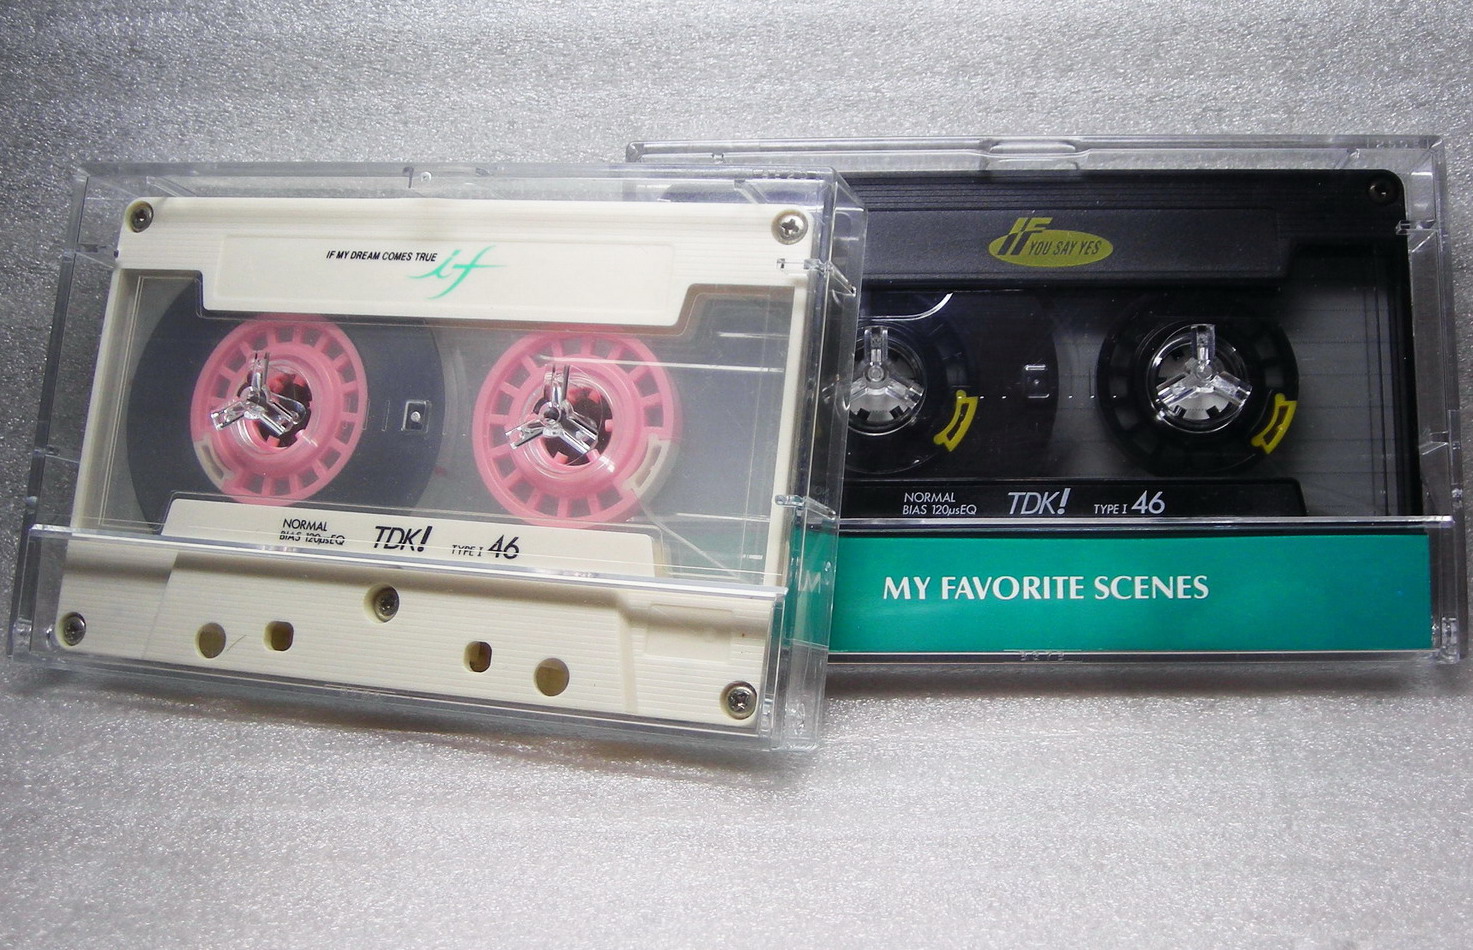 IF MY DREAM COMES TRUE if
NORMAL
BIAS 120µsEQ
TDK!
TYPE I 46
IF
YOU SAY YES
NORMAL
BIAS 120µsEQ
TDK!
TYPE I 46
MY FAVORITE SCENES